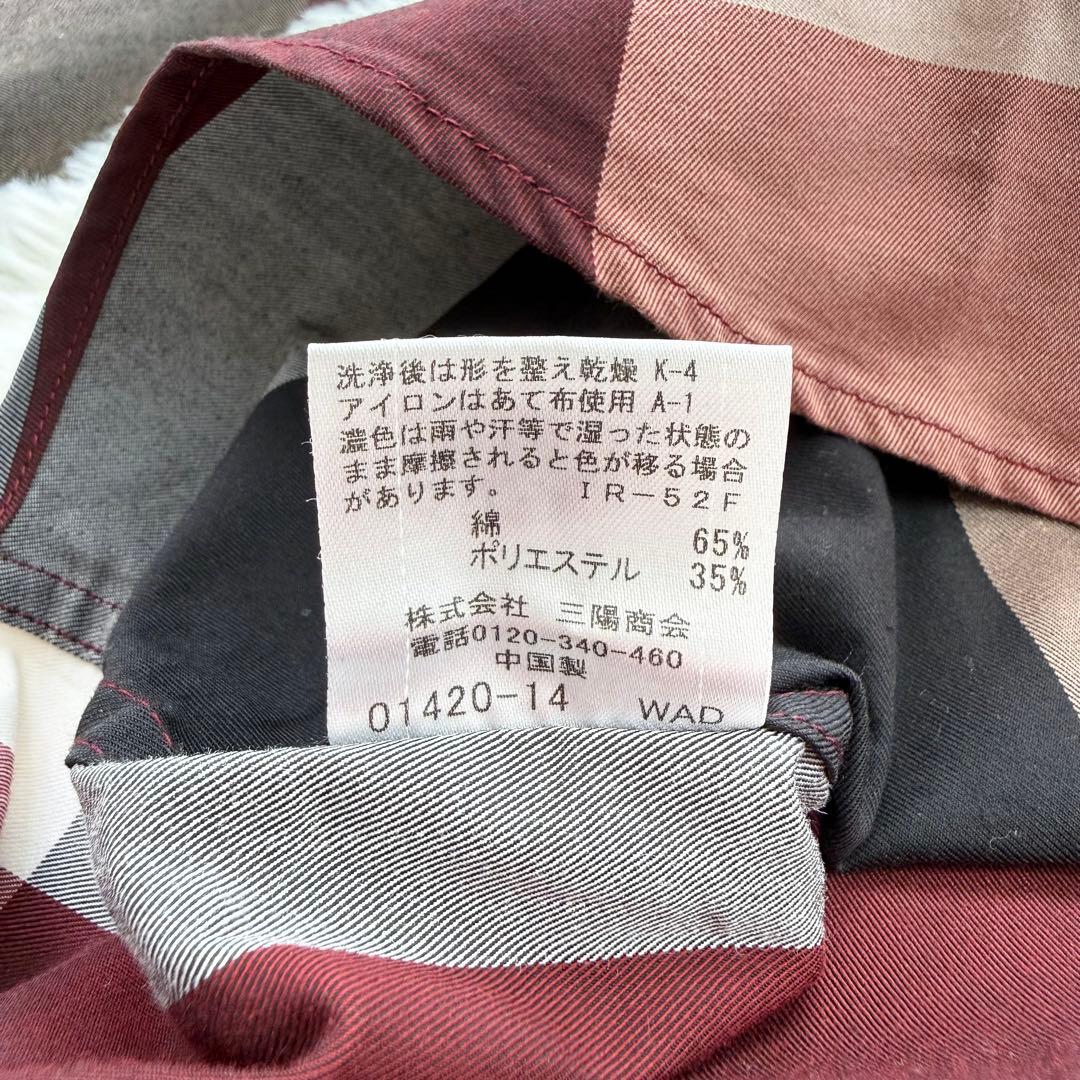 洗浄後は形を整え乾燥 K-4
アイロンはあて布使用 A-1
濃色は雨や汗等で湿った状態の
まま摩擦されると色が移る場合
があります。 IR-52F
綿 65%
ポリエステル 35%
株式会社 三陽商会
電話0120-340-460
中国製
01420-14 WAD